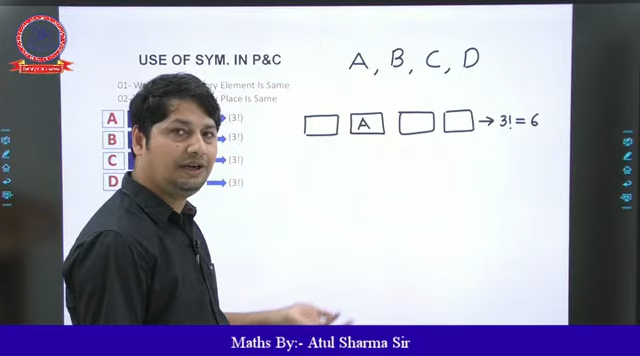 USE OF SYM. IN P&C
A, B, C, D
01- W
ery Element Is Same
02-
Place Is Same
A
(3!)
A
→ 3! = 6
B
(3!)
C
(3!)
D
(3!)
Maths By:- Atul Sharma Sir